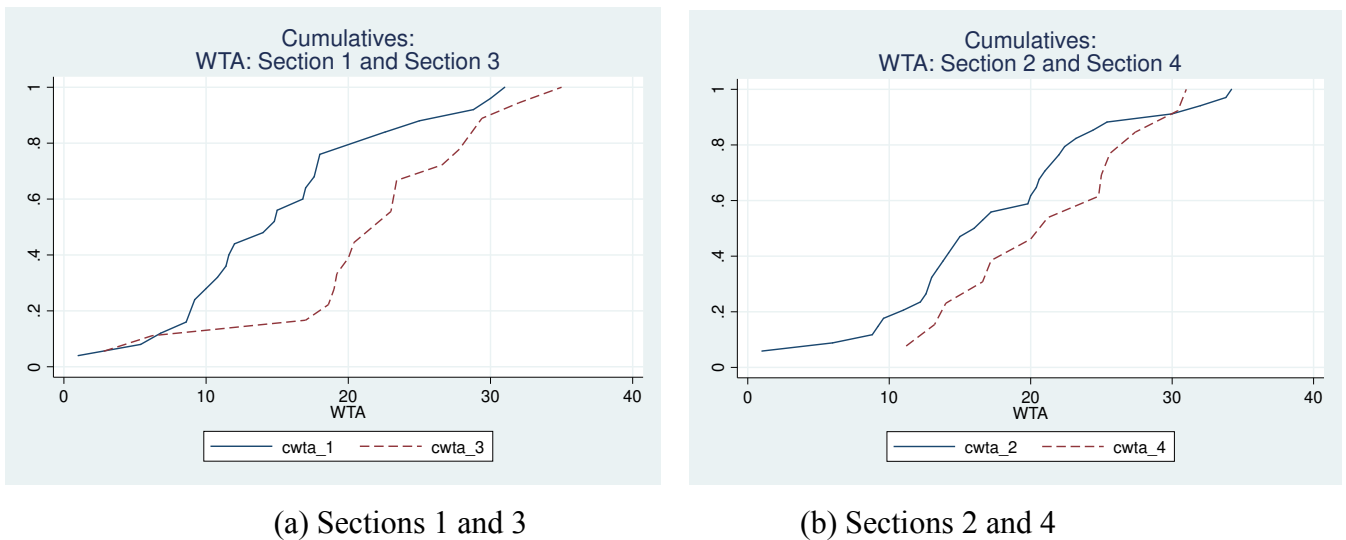 Cumulatives:
WTA: Section 1 and Section 3
1
.8
.6
.4
.2
0
0 10 20 30 40
WTA
cwta_1 cwta_3
(a) Sections 1 and 3
Cumulatives:
WTA: Section 2 and Section 4
1
.8
.6
.4
.2
0
0 10 20 30 40
WTA
cwta_2 cwta_4
(b) Sections 2 and 4